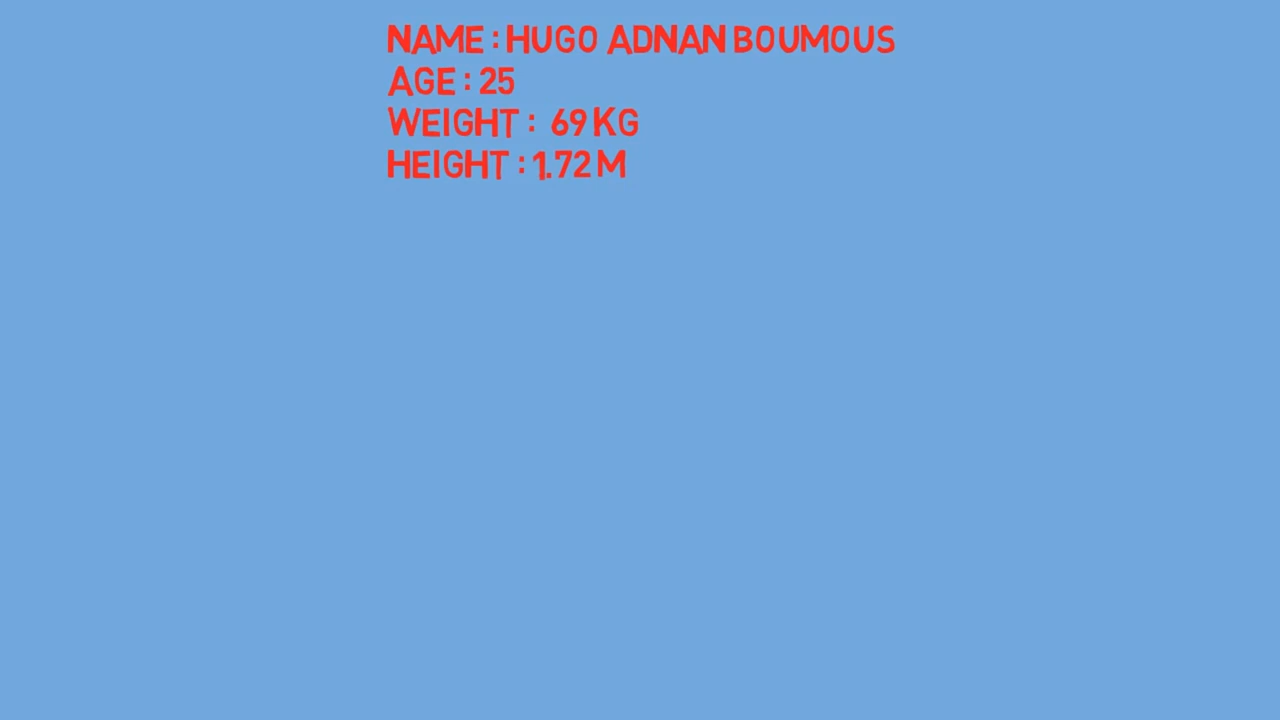 NAME : HUGO ADNAN BOUMOUS
AGE : 25
WEIGHT : 69 KG
HEIGHT : 1.72 M